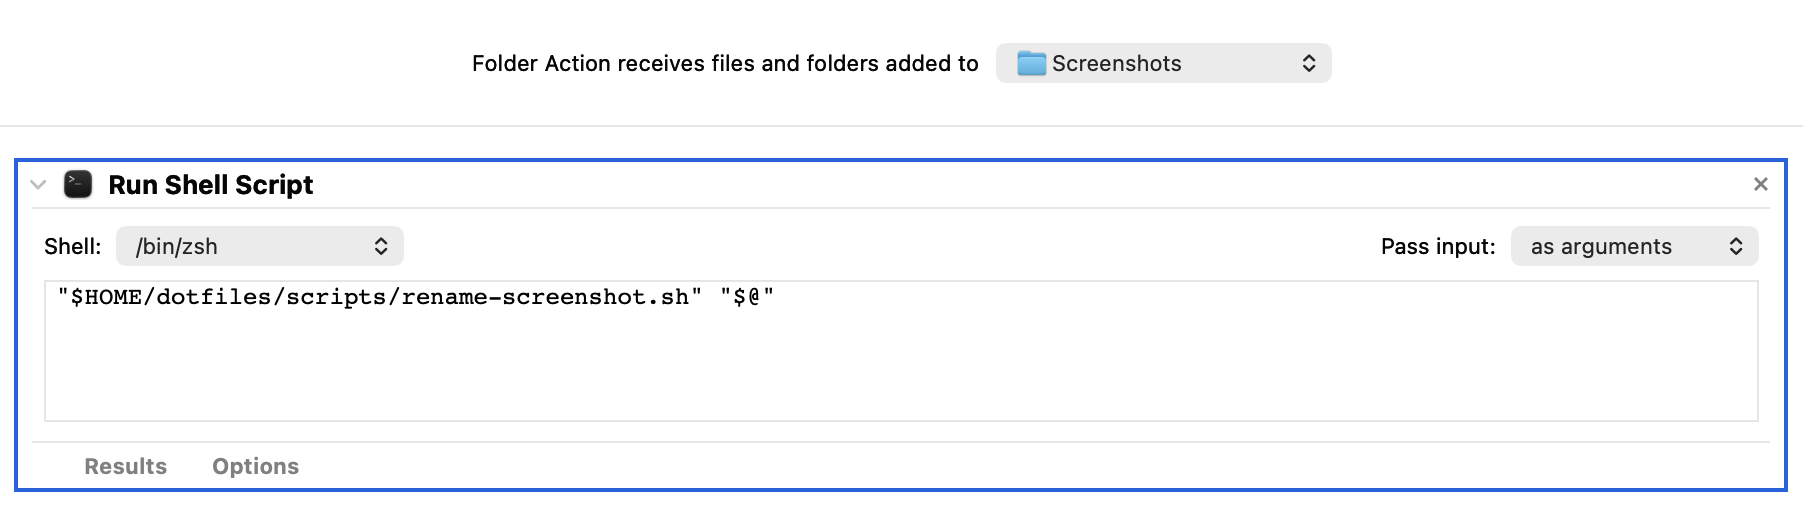 Folder Action receives files and folders added to Screenshots
Run Shell Script
Shell: /bin/zsh Pass input: as arguments
"$HOME/dotfiles/scripts/rename-screenshot.sh" "$@"
Results Options